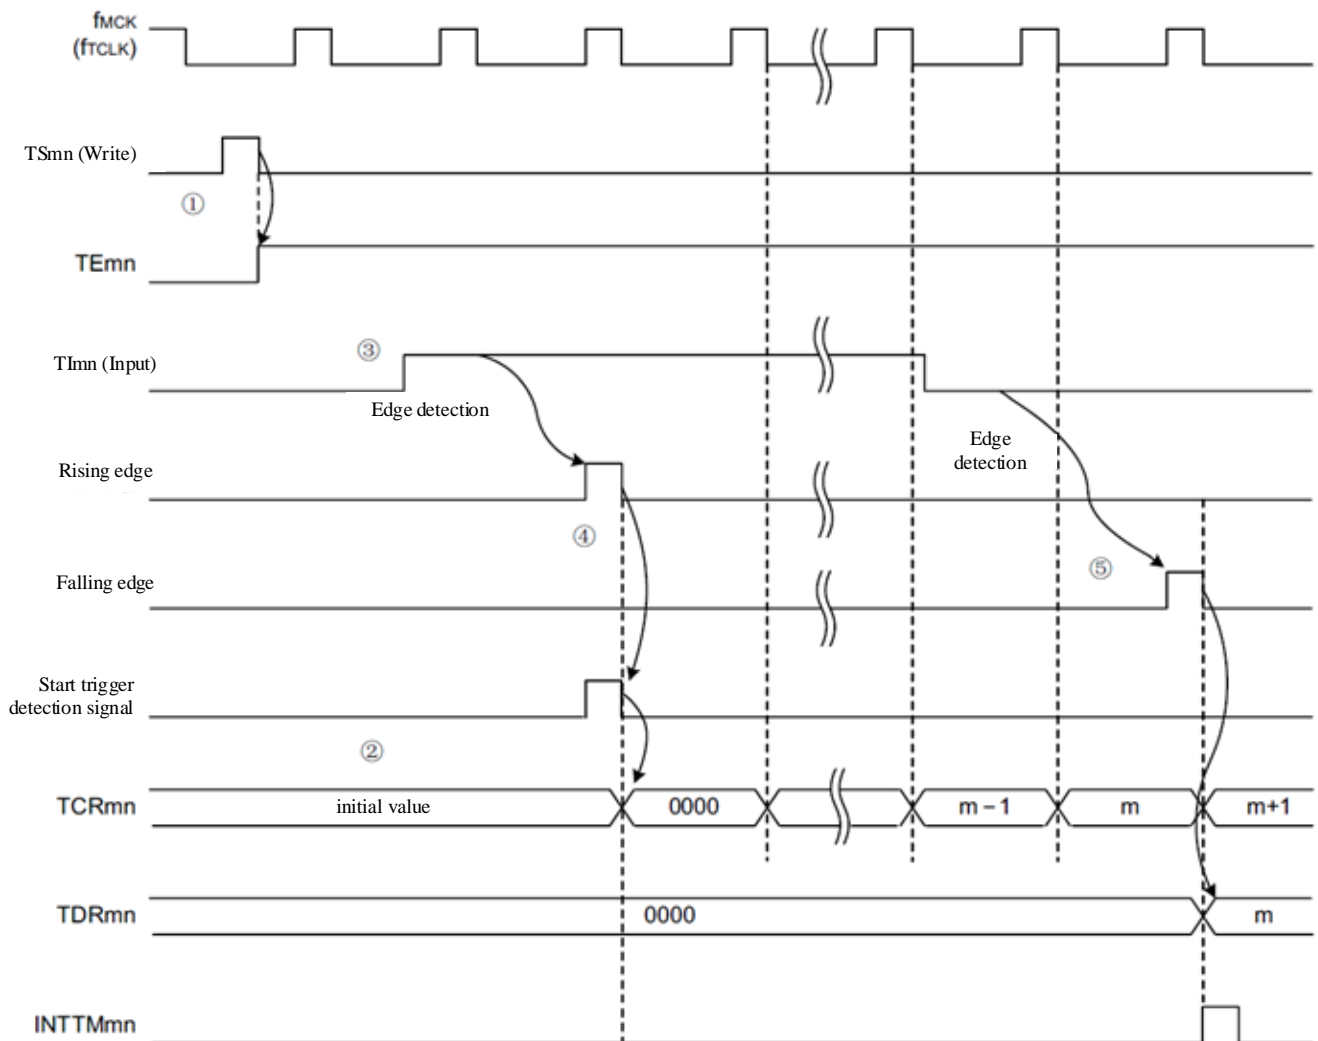 fMCK
(fTCLK)
TSmn (Write)
①
TEmn
③
TImn (Input)
Edge detection
Edge
detection
Rising edge
④
⑤
Falling edge
Start trigger
detection signal
②
TCRmn
initial value
0000
m – 1
m
m+1
TDRmn
0000
m
INTTMmn